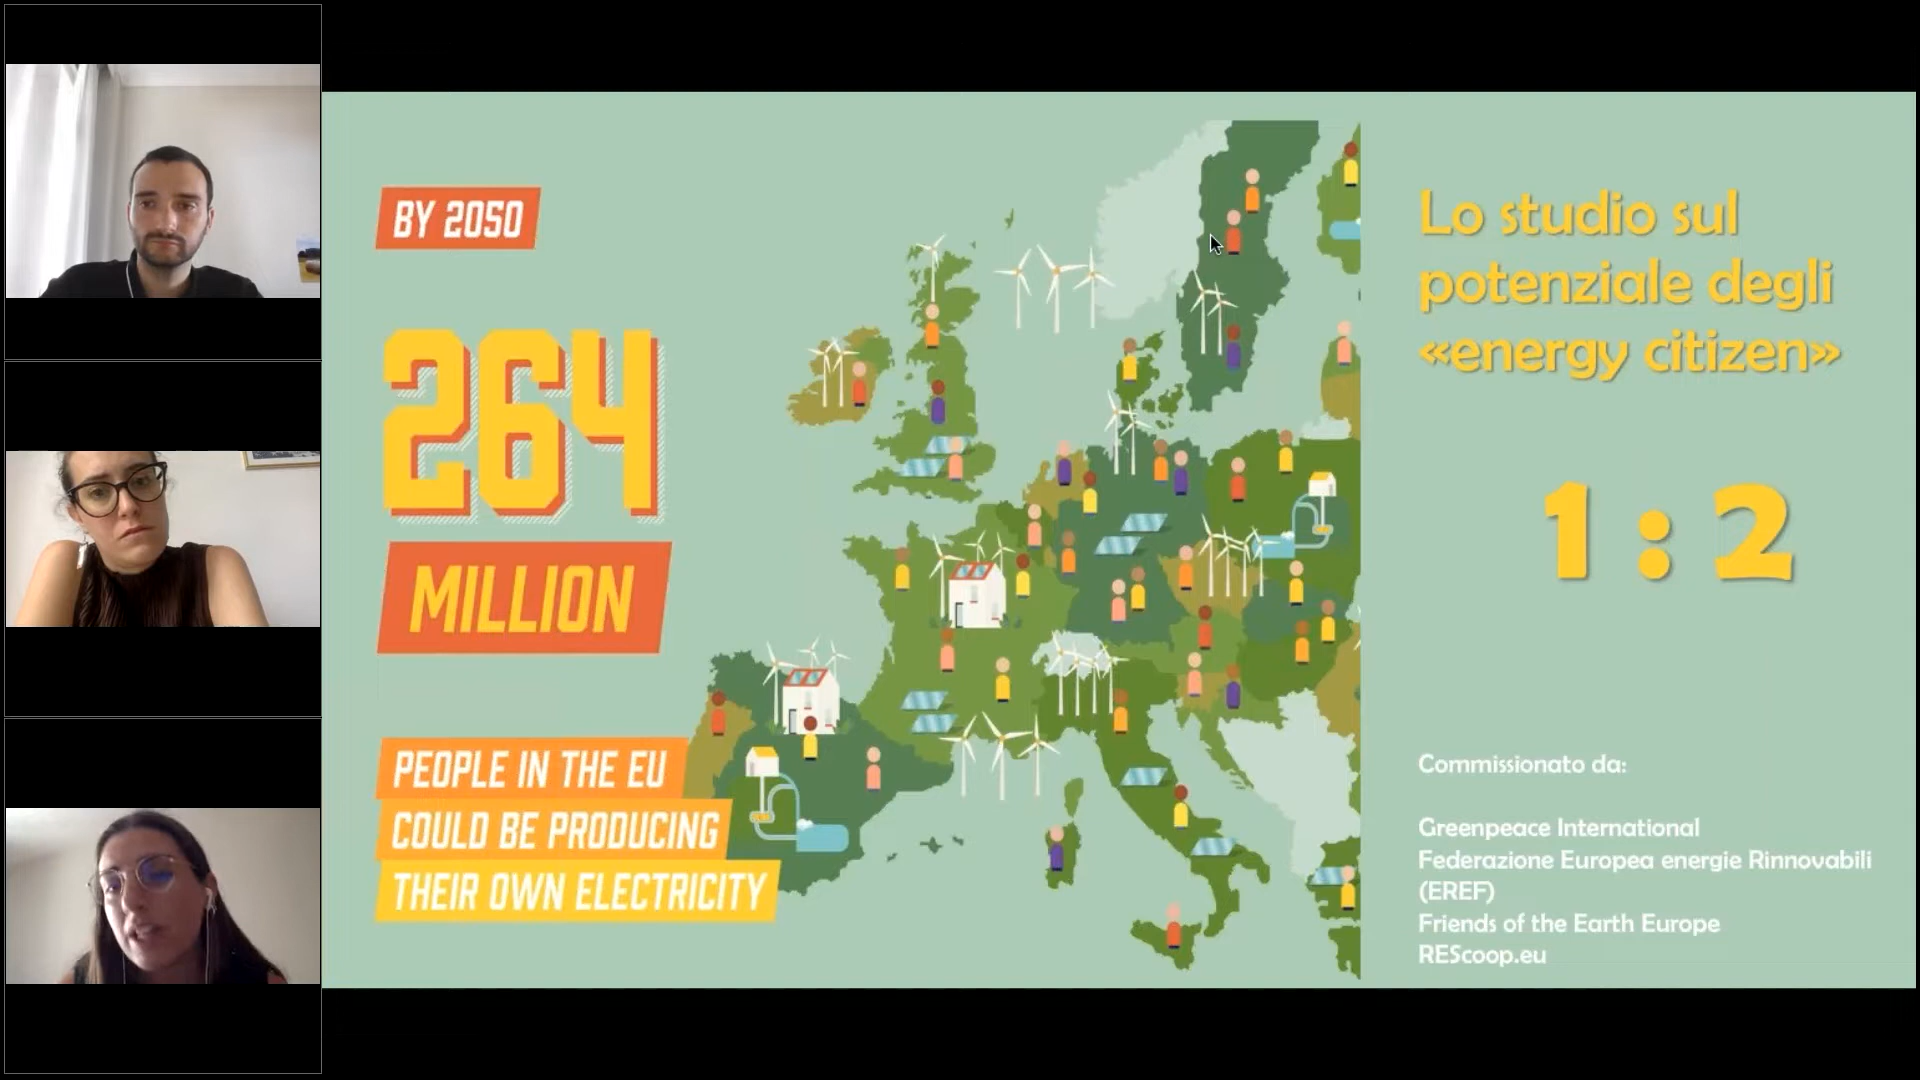 BY 2050
264
MILLION
PEOPLE IN THE EU
COULD BE PRODUCING
THEIR OWN ELECTRICITY
Lo studio sul
potenziale degli
«energy citizen»
1 : 2
Commissionato da:
Greenpeace International
Federazione Europea energie Rinnovabili
(EREF)
Friends of the Earth Europe
REScoop.eu